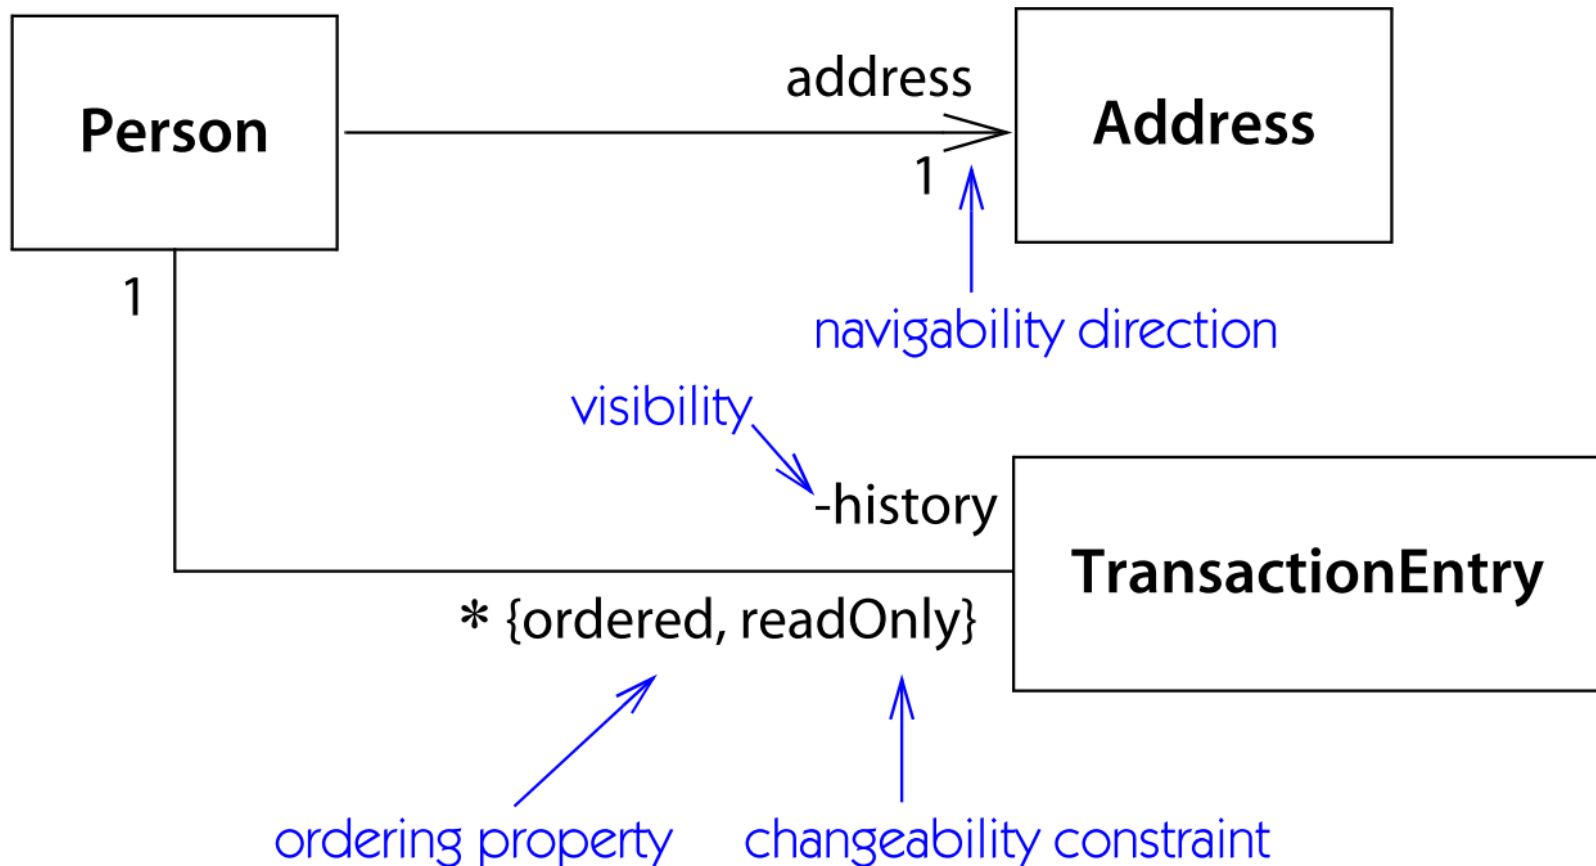 Person
address
Address
1
1
navigability direction
visibility
-history
TransactionEntry
* {ordered, readOnly}
ordering property
changeability constraint